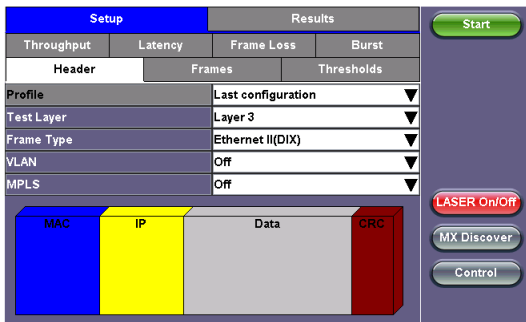 Setup Results Start
Throughput Latency Frame Loss Burst
Header Frames Thresholds
Profile Last configuration
Test Layer Layer 3
Frame Type Ethernet II(DIX)
VLAN Off
MPLS Off
LASER On/Off
MAC IP Data CRC
MX Discover
Control